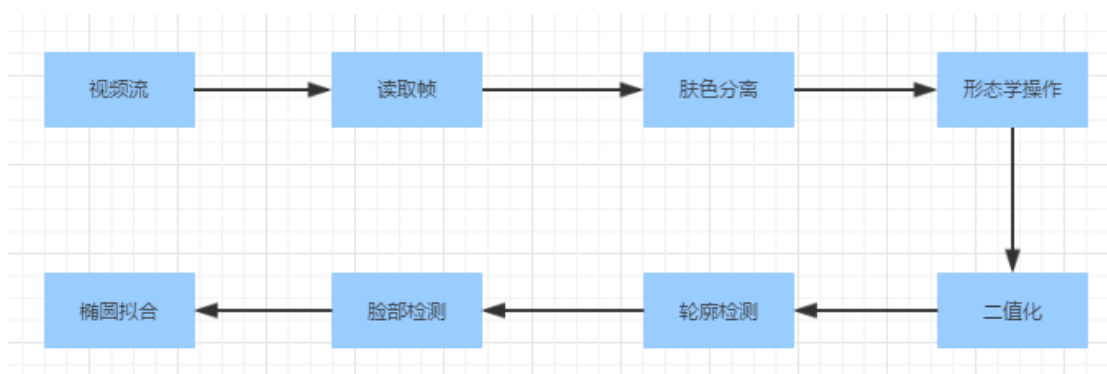 视频流
读取帧
肤色分离
形态学操作
二值化
轮廓检测
脸部检测
椭圆拟合